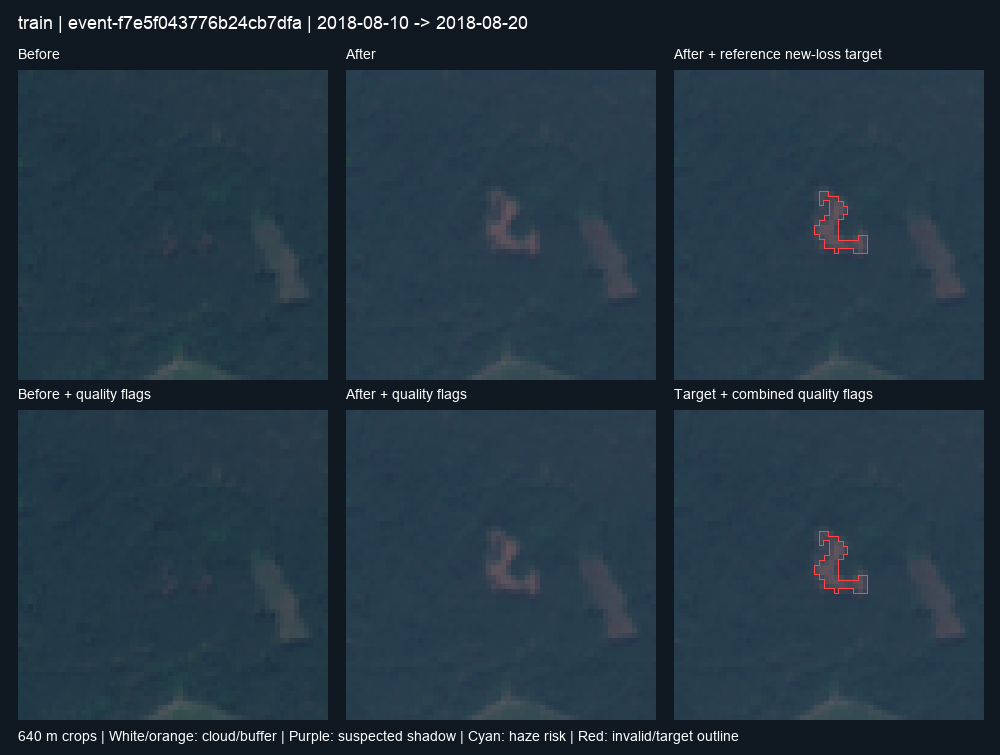 train | event-f7e5f043776b24cb7dfa | 2018-08-10 -> 2018-08-20
Before
After
After + reference new-loss target
Before + quality flags
After + quality flags
Target + combined quality flags
640 m crops | White/orange: cloud/buffer | Purple: suspected shadow | Cyan: haze risk | Red: invalid/target outline